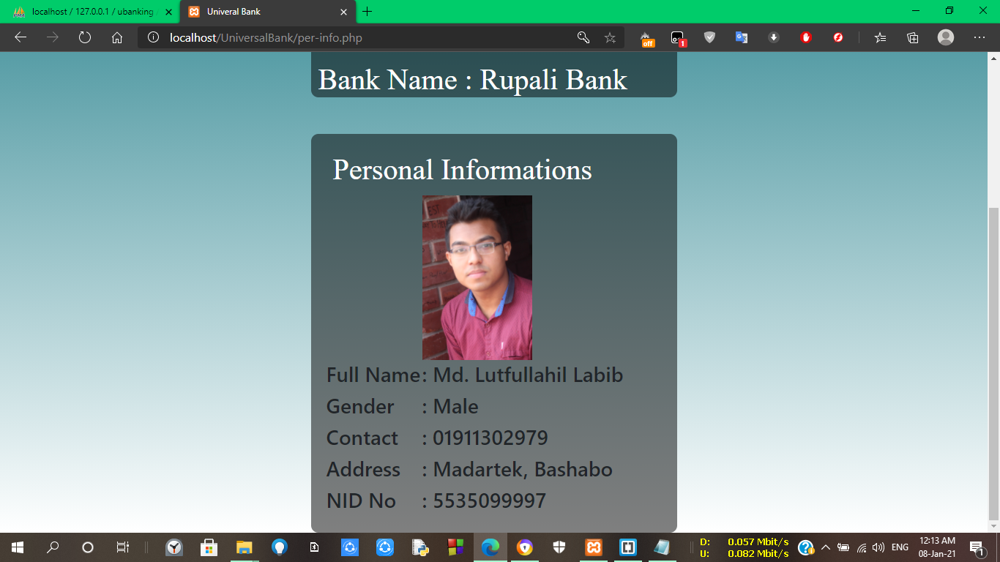 localhost / 127.0.0.1 / ubanking
Univeral Bank
localhost/UniversalBank/per-info.php
off
1
Bank Name : Rupali Bank
Personal Informations
Full Name: Md. Lutfullahil Labib
Gender : Male
Contact : 01911302979
Address : Madartek, Bashabo
NID No : 5535099997
D: 0.057 Mbit/s
U: 0.082 Mbit/s
ENG
12:13 AM
08-Jan-21
1